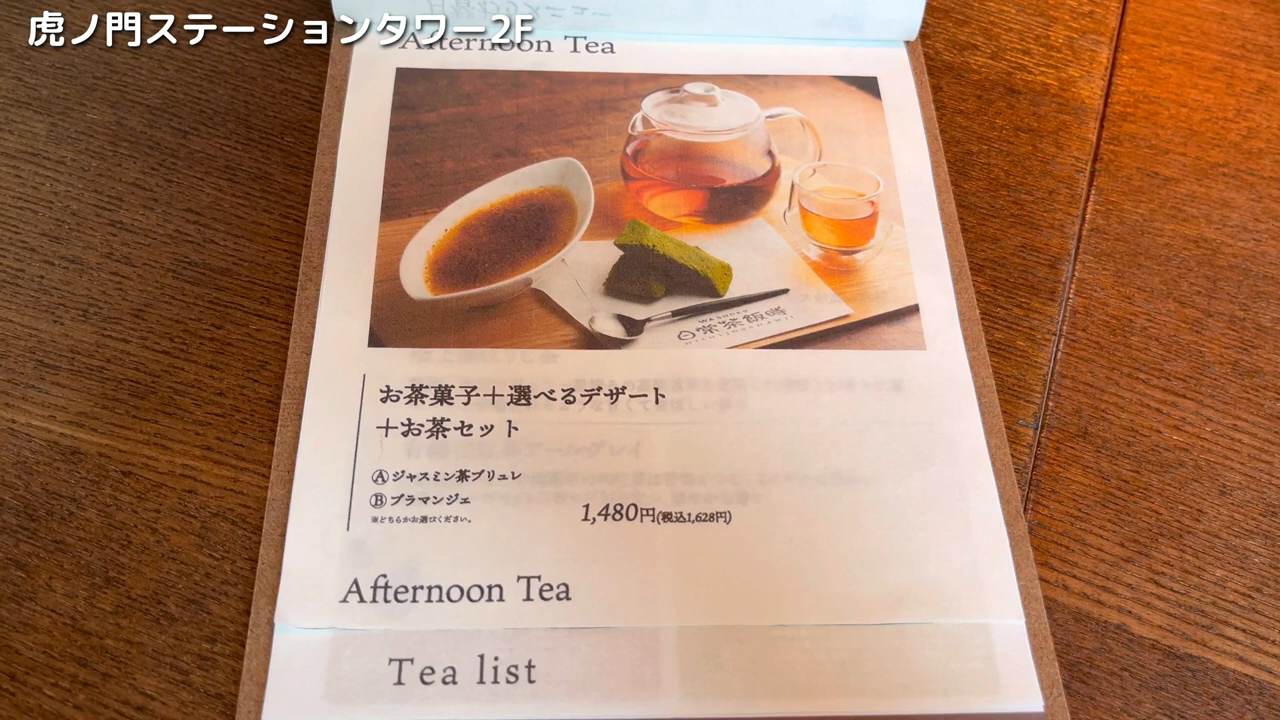 虎ノ門ステーションタワー2F
Afternoon Tea
常茶飯時
お茶菓子＋選べるデザート
＋お茶セット
Ⓐジャスミン茶ブリュレ
Ⓑブラマンジェ
※どちらかお選びください。
1,480円(税込1,628円)
Afternoon Tea
Tea list